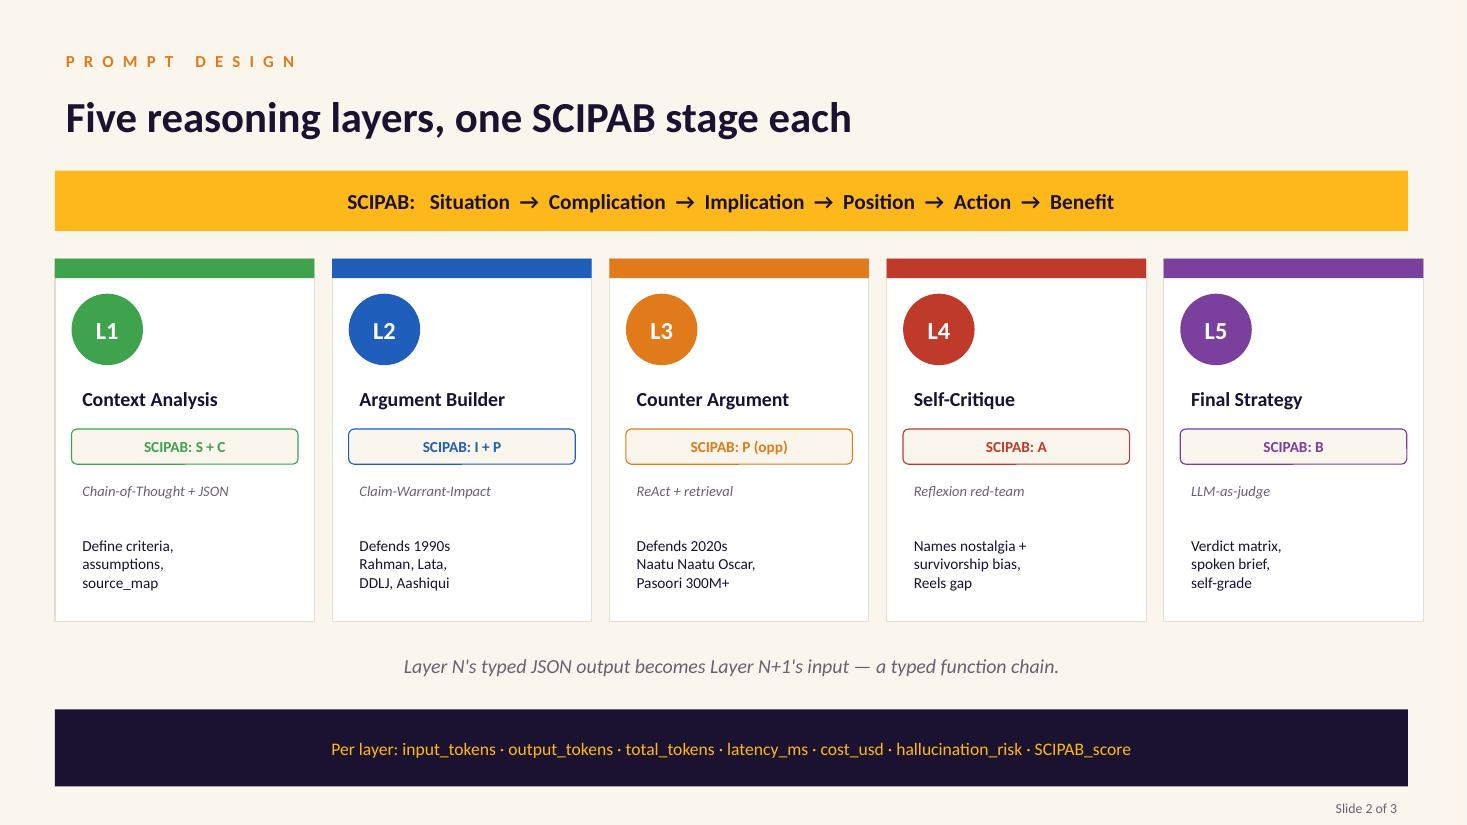 PROMPT DESIGN
Five reasoning layers, one SCIPAB stage each
SCIPAB: Situation → Complication → Implication → Position → Action → Benefit
L1
Context Analysis
SCIPAB: S + C
Chain-of-Thought + JSON
Define criteria,
assumptions,
source_map
L2
Argument Builder
SCIPAB: I + P
Claim-Warrant-Impact
Defends 1990s
Rahman, Lata,
DDLJ, Aashiqui
L3
Counter Argument
SCIPAB: P (opp)
ReAct + retrieval
Defends 2020s
Naatu Naatu Oscar,
Pasoori 300M+
L4
Self-Critique
SCIPAB: A
Reflexion red-team
Names nostalgia +
survivorship bias,
Reels gap
L5
Final Strategy
SCIPAB: B
LLM-as-judge
Verdict matrix,
spoken brief,
self-grade
Layer N's typed JSON output becomes Layer N+1's input — a typed function chain.
Per layer: input_tokens · output_tokens · total_tokens · latency_ms · cost_usd · hallucination_risk · SCIPAB_score
Slide 2 of 3